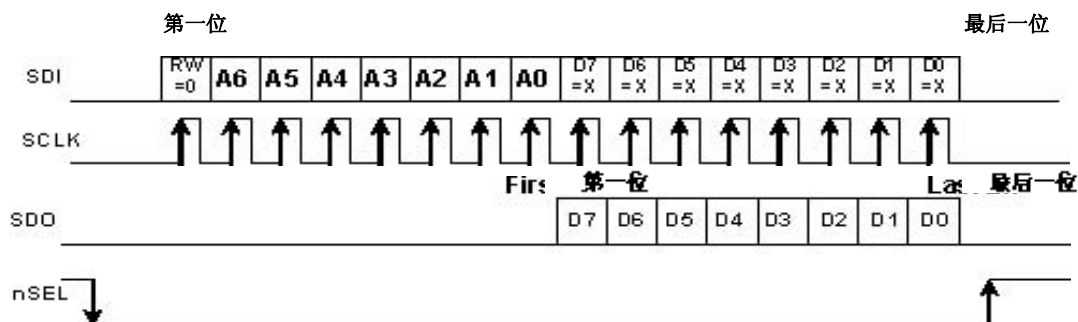 第一位 最后一位
SDI RW =0 A6 A5 A4 A3 A2 A1 A0 D7 =X D6 =X D5 =X D4 =X D3 =X D2 =X D1 =X D0 =X
SCLK
Firs 第一位 Las 最后一位
SDO D7 D6 D5 D4 D3 D2 D1 D0
nSEL